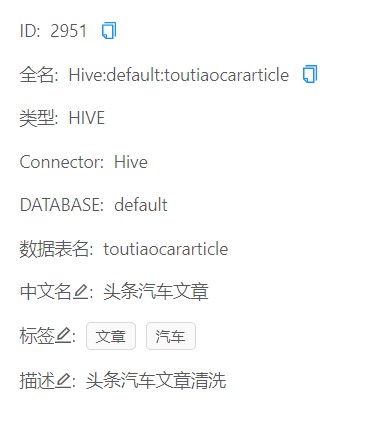 ID: 2951
全名: Hive:default:toutiaocararticle
类型: HIVE
Connector: Hive
DATABASE: default
数据表名: toutiaocararticle
中文名: 头条汽车文章
标签: 文章 汽车
描述: 头条汽车文章清洗